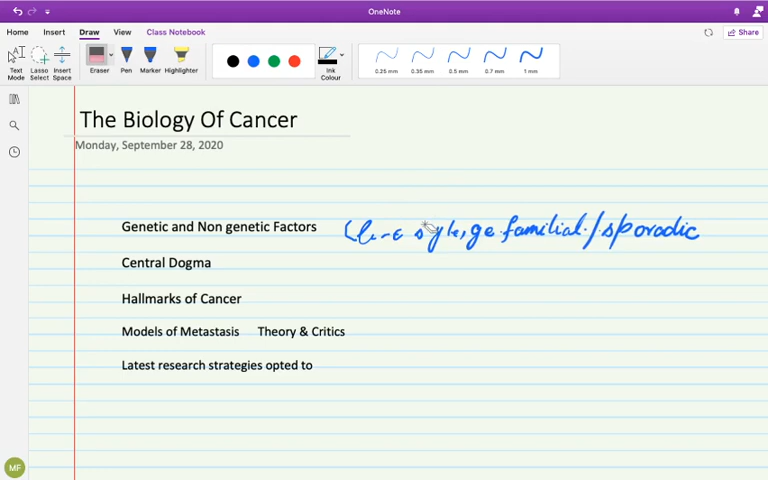 OneNote
Home Insert Draw View Class Notebook Share
Text Mode Lasso Select Insert Space Eraser Pen Marker Highlighter Ink Colour 0.25 mm 0.35 mm 0.5 mm 0.7 mm 1 mm
The Biology Of Cancer
Monday, September 28, 2020
Genetic and Non genetic Factors familial / sporadic
Central Dogma
Hallmarks of Cancer
Models of Metastasis Theory & Critics
Latest research strategies opted to
MF